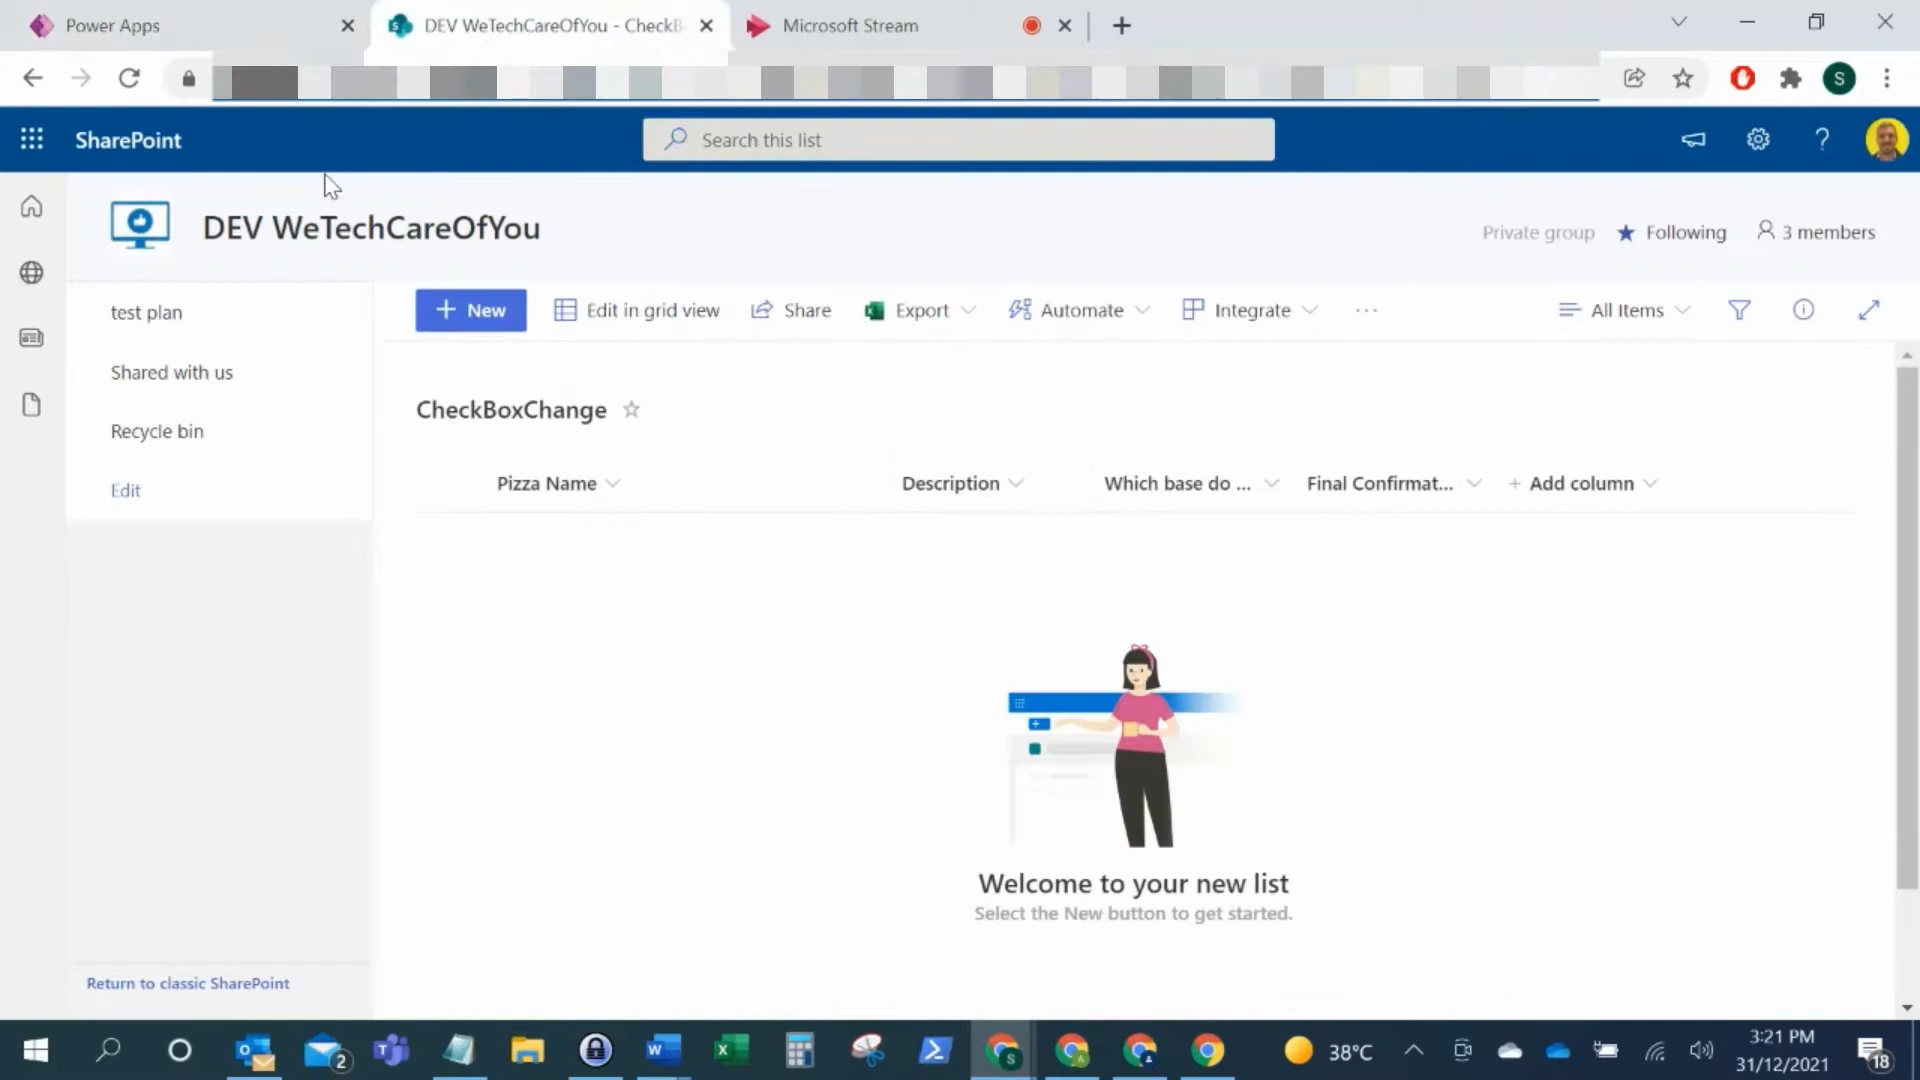 Power Apps
DEV WeTechCareOfYou - CheckB
Microsoft Stream
S
SharePoint
Search this list
DEV WeTechCareOfYou
Private group
Following
3 members
test plan
Shared with us
Recycle bin
Edit
New
Edit in grid view
Share
Export
Automate
Integrate
All Items
CheckBoxChange
Pizza Name
Description
Which base do ...
Final Confirmat...
+ Add column
Welcome to your new list
Select the New button to get started.
Return to classic SharePoint
2
38°C
3:21 PM
31/12/2021
18